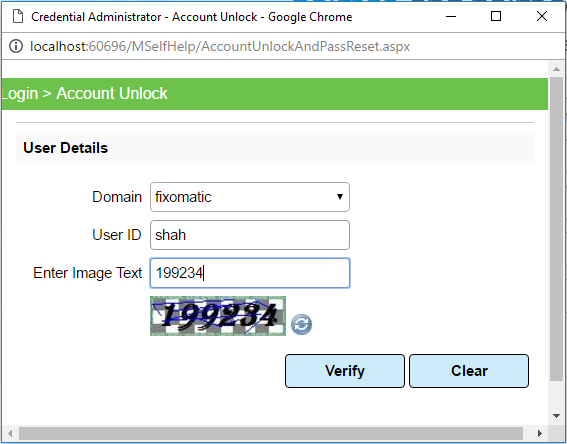 Credential Administrator - Account Unlock - Google Chrome
localhost:60696/MSelfHelp/AccountUnlockAndPassReset.aspx
Login > Account Unlock
User Details
Domain fixomatic
User ID shah
Enter Image Text 199234
199234
Verify Clear